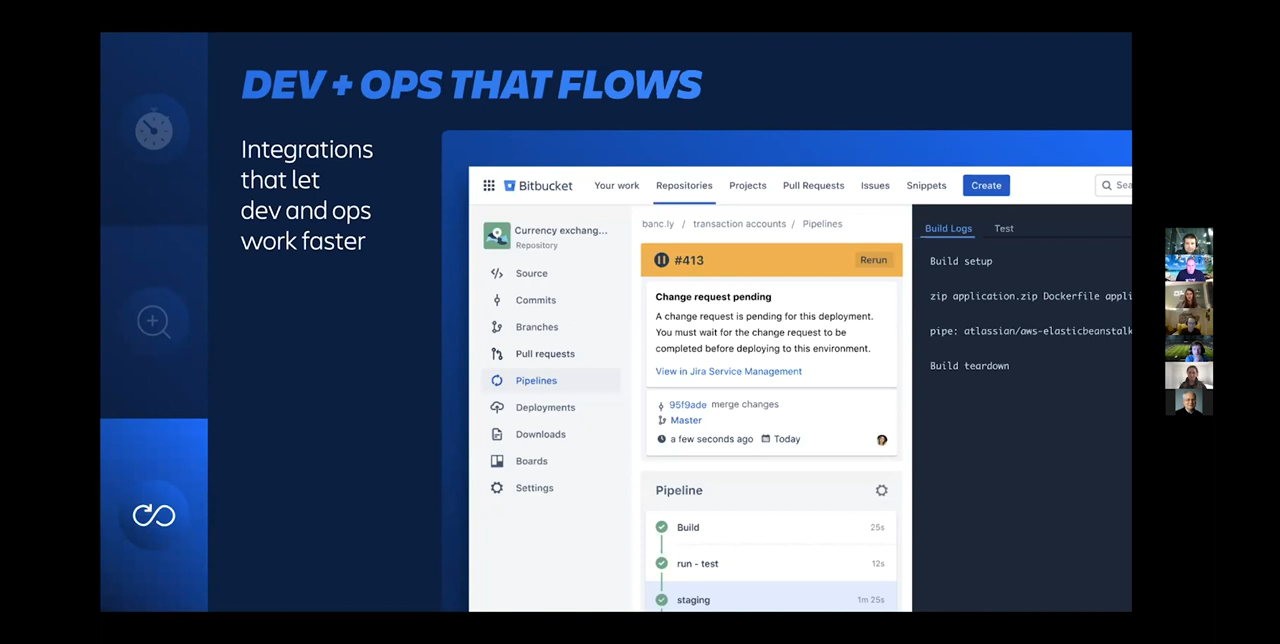 DEV + OPS THAT FLOWS
Integrations
that let
dev and ops
work faster
Bitbucket
Your work
Repositories
Projects
Pull Requests
Issues
Snippets
Create
Sea
Currency exchang...
Repository
Source
Commits
Branches
Pull requests
Pipelines
Deployments
Downloads
Boards
Settings
banc.ly / transaction accounts / Pipelines
#413
Rerun
Change request pending
A change request is pending for this deployment.
You must wait for the change request to be
completed before deploying to this environment.
View in Jira Service Management
95f9ade merge changes
Master
a few seconds ago Today
Pipeline
Build 25s
run - test 12s
staging 1m 25s
Build Logs
Test
Build setup
zip application.zip Dockerfile appli
pipe: atlassian/aws-elasticbeanstalk
Build teardown